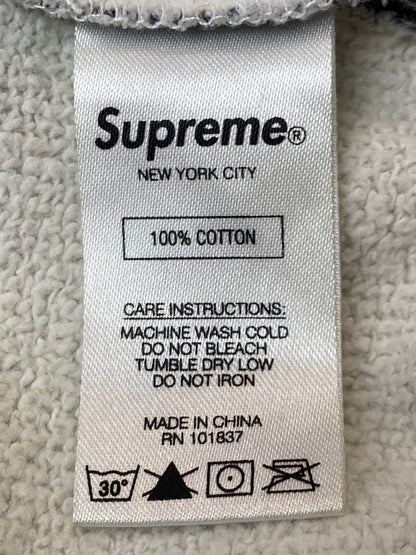 Supreme®
NEW YORK CITY
100% COTTON
CARE INSTRUCTIONS:
MACHINE WASH COLD
DO NOT BLEACH
TUMBLE DRY LOW
DO NOT IRON
MADE IN CHINA
RN 101837
30°